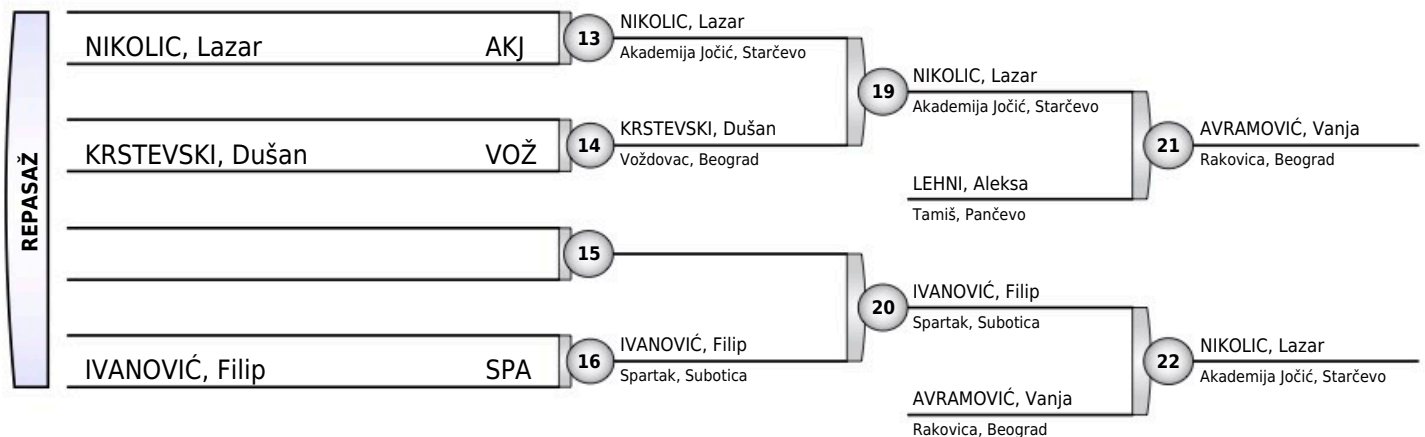 REPASAŽ
NIKOLIC, Lazar AKJ
13
NIKOLIC, Lazar
Akademija Jočić, Starčevo
KRSTEVSKI, Dušan VOŽ
14
KRSTEVSKI, Dušan
Voždovac, Beograd
15
IVANOVIĆ, Filip SPA
16
IVANOVIĆ, Filip
Spartak, Subotica
19
NIKOLIC, Lazar
Akademija Jočić, Starčevo
LEHNI, Aleksa
Tamiš, Pančevo
20
IVANOVIĆ, Filip
Spartak, Subotica
AVRAMOVIĆ, Vanja
Rakovica, Beograd
21
AVRAMOVIĆ, Vanja
Rakovica, Beograd
22
NIKOLIC, Lazar
Akademija Jočić, Starčevo